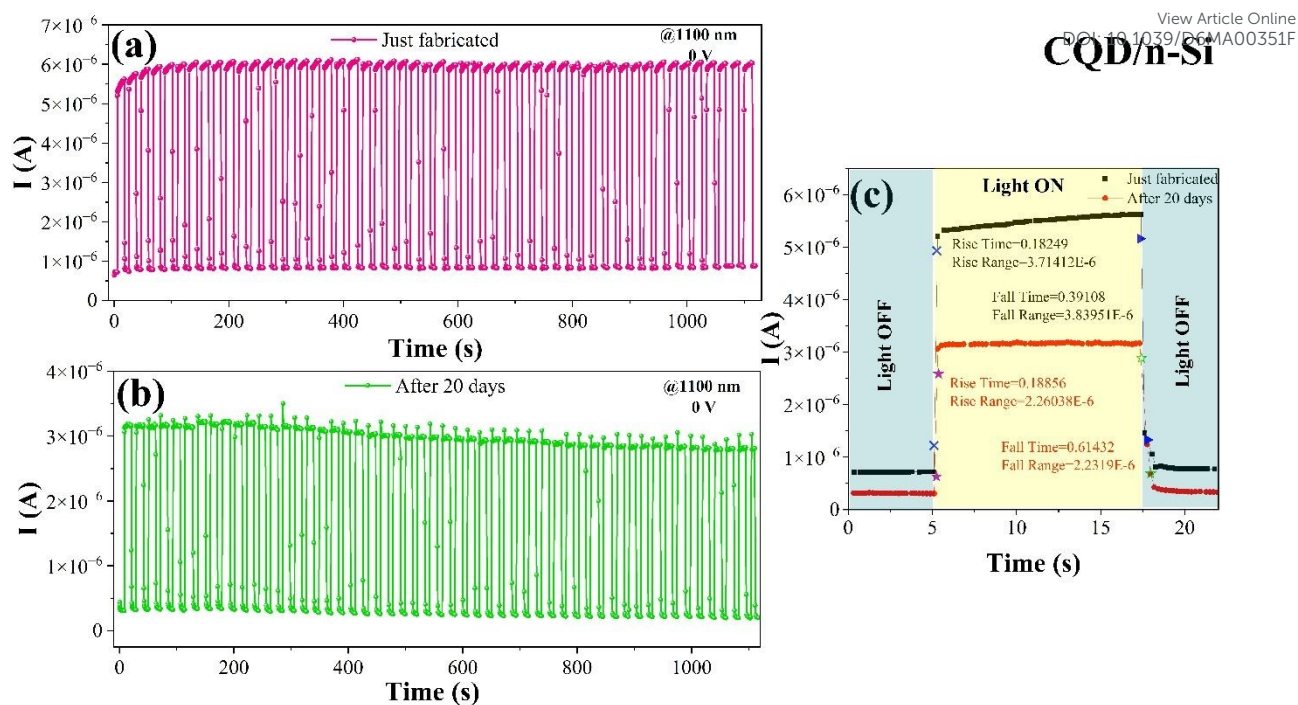 View Article Online
DOI: 10.1039/D6MA00351F
CQD/n-Si
(a)
Just fabricated
@1100 nm
0 V
7×10⁻⁶
6×10⁻⁶
5×10⁻⁶
4×10⁻⁶
3×10⁻⁶
2×10⁻⁶
1×10⁻⁶
0
I (A)
0 200 400 600 800 1000
Time (s)
(b)
After 20 days
@1100 nm
0 V
4×10⁻⁶
3×10⁻⁶
2×10⁻⁶
1×10⁻⁶
0
I (A)
0 200 400 600 800 1000
Time (s)
(c)
Light ON
Just fabricated
After 20 days
6×10⁻⁶
5×10⁻⁶
4×10⁻⁶
3×10⁻⁶
2×10⁻⁶
1×10⁻⁶
0
I (A)
Rise Time=0.18249
Rise Range=3.71412E-6
Fall Time=0.39108
Fall Range=3.83951E-6
Light OFF
Light OFF
Rise Time=0.18856
Rise Range=2.26038E-6
Fall Time=0.61432
Fall Range=2.2319E-6
0 5 10 15 20
Time (s)